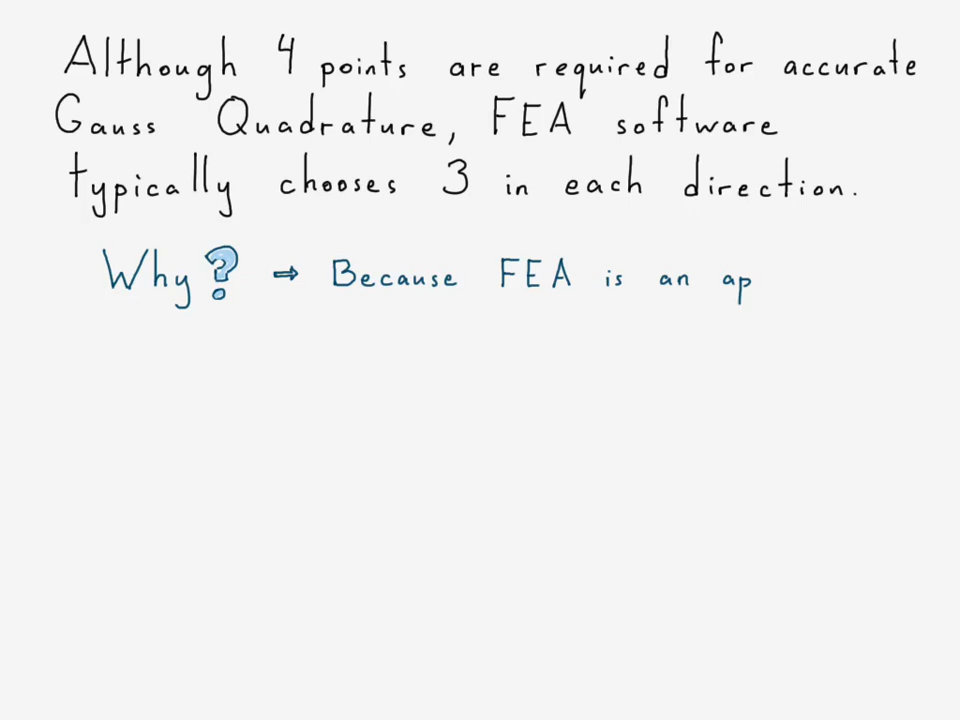 Although 4 points are required for accurate
Gauss Quadrature, FEA software
typically chooses 3 in each direction.
Why? ⇒ Because FEA is an ap